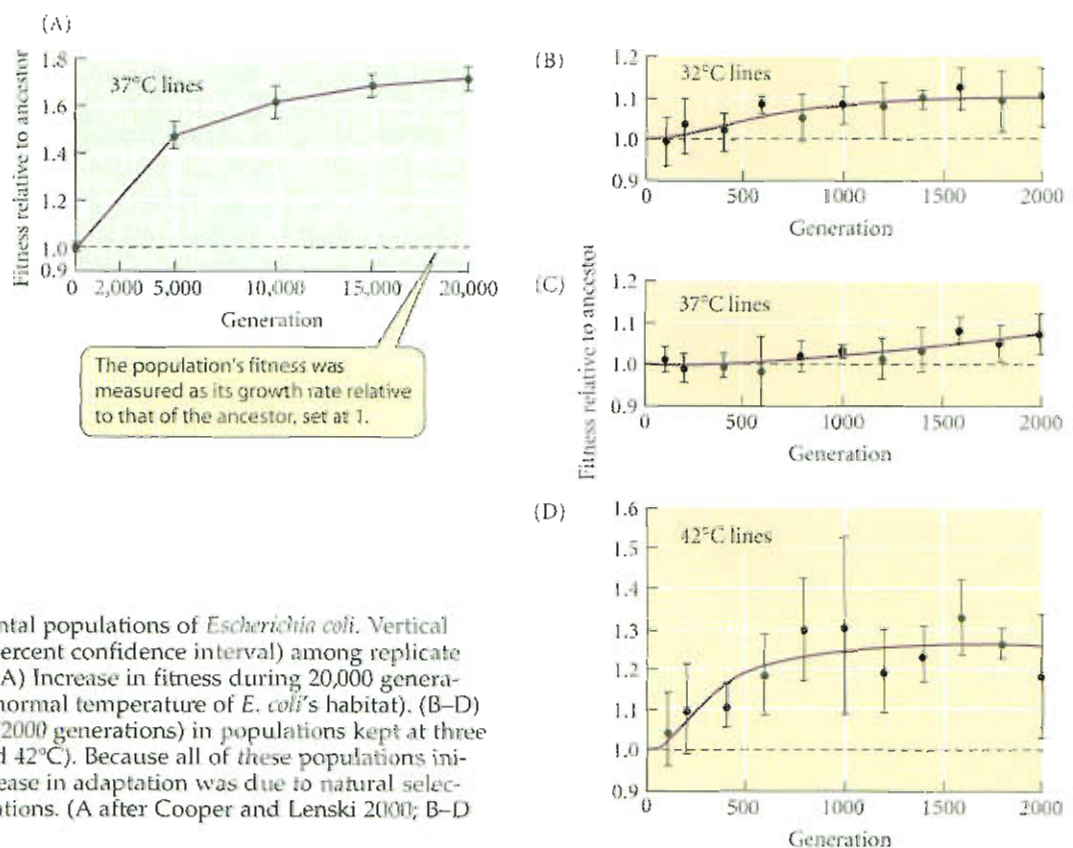 (A)
Fitness relative to ancestor
1.8
1.6
1.4
1.2
1.0
0.9
37°C lines
0 2,000 5,000 10,000 15,000 20,000
Generation
The population's fitness was
measured as its growth rate relative
to that of the ancestor, set at 1.
(B)
1.2
1.1
1.0
0.9
32°C lines
0 500 1000 1500 2000
Generation
Fitness relative to ancestor
(C)
1.2
1.1
1.0
0.9
37°C lines
0 500 1000 1500 2000
Generation
(D)
1.6
1.5
1.4
1.3
1.2
1.1
1.0
0.9
42°C lines
0 500 1000 1500 2000
Generation
ntal populations of Escherichia coli. Vertical
ercent confidence interval) among replicate
A) Increase in fitness during 20,000 genera-
normal temperature of E. coli's habitat). (B–D)
2000 generations) in populations kept at three
d 42°C). Because all of these populations ini-
ease in adaptation was due to natural selec-
ations. (A after Cooper and Lenski 2000; B–D